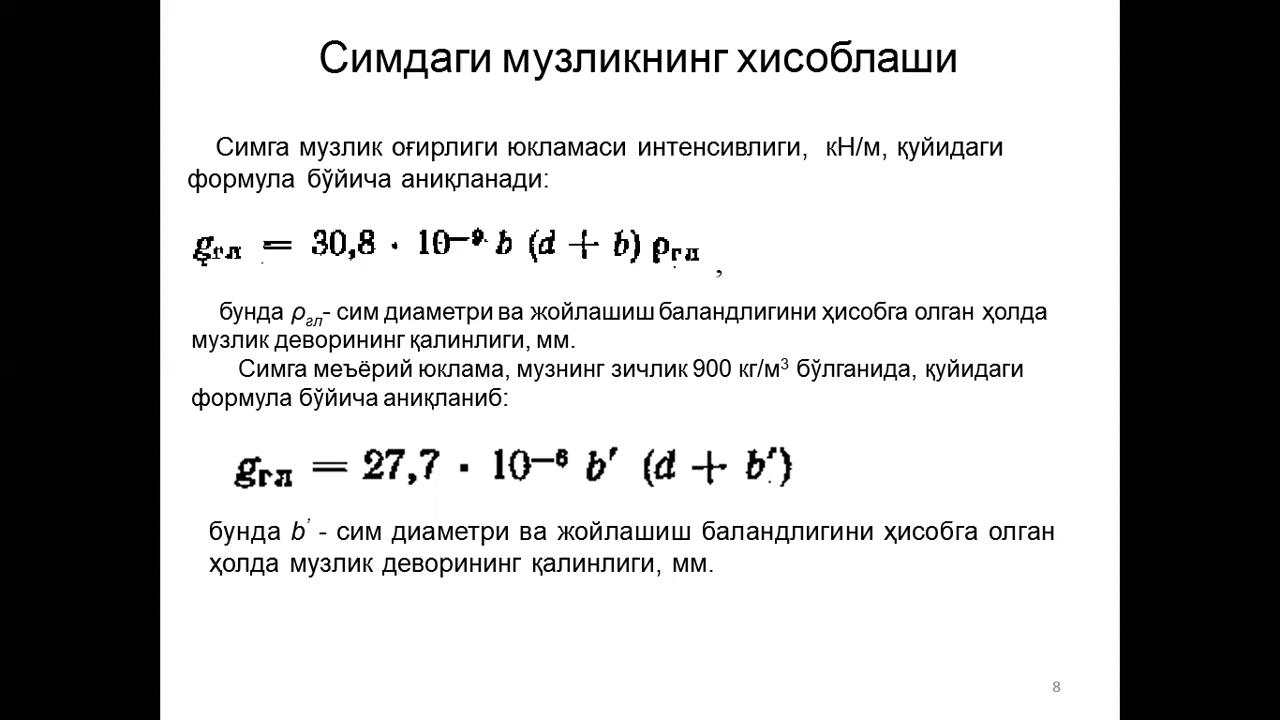 Симдаги музликнинг хисоблаши
Симга музлик оғирлиги юкламаси интенсивлиги, кН/м, қуйидаги
формула бўйича аниқланади:
gгл = 30,8 · 10⁻⁹ b (d + b) ρгл ,
бунда ρгл- сим диаметри ва жойлашиш баландлигини ҳисобга олган ҳолда
музлик деворининг қалинлиги, мм.
Симга меъёрий юклама, музнинг зичлик 900 кг/м³ бўлганида, қуйидаги
формула бўйича аниқланиб:
gгл = 27,7 · 10⁻⁶ b′ (d + b′)
бунда b’ - сим диаметри ва жойлашиш баландлигини ҳисобга олган
ҳолда музлик деворининг қалинлиги, мм.
8